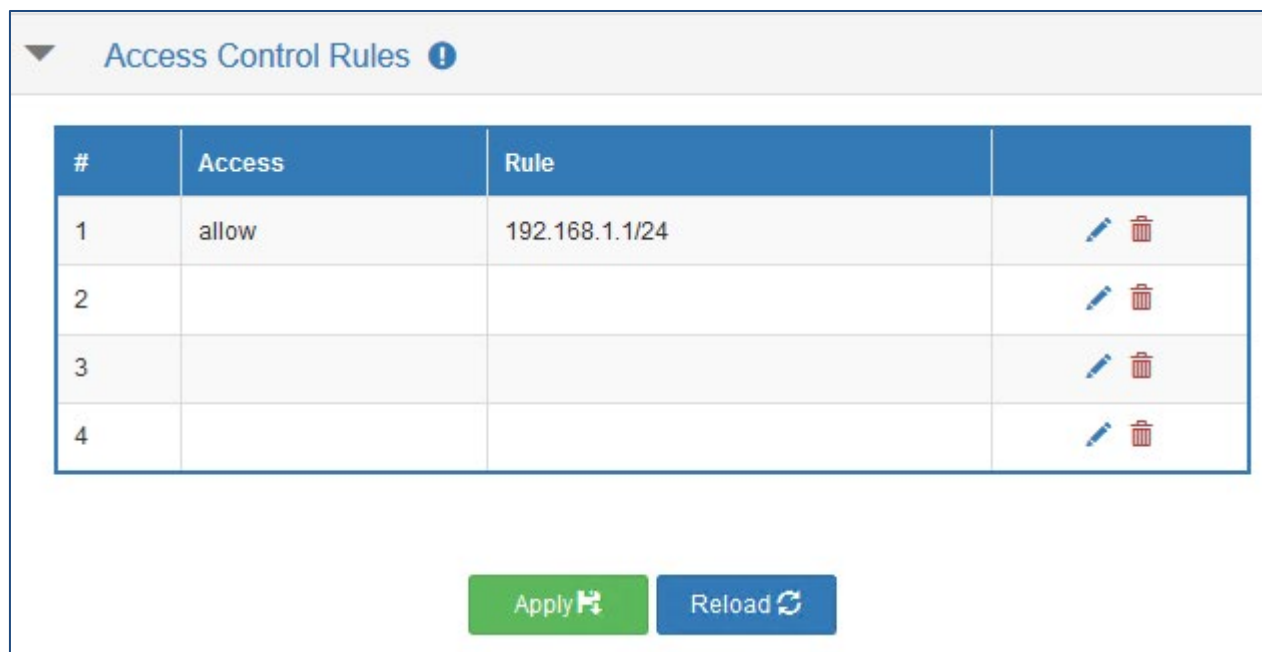 Access Control Rules
# Access Rule
1 allow 192.168.1.1/24
2
3
4
Apply Reload